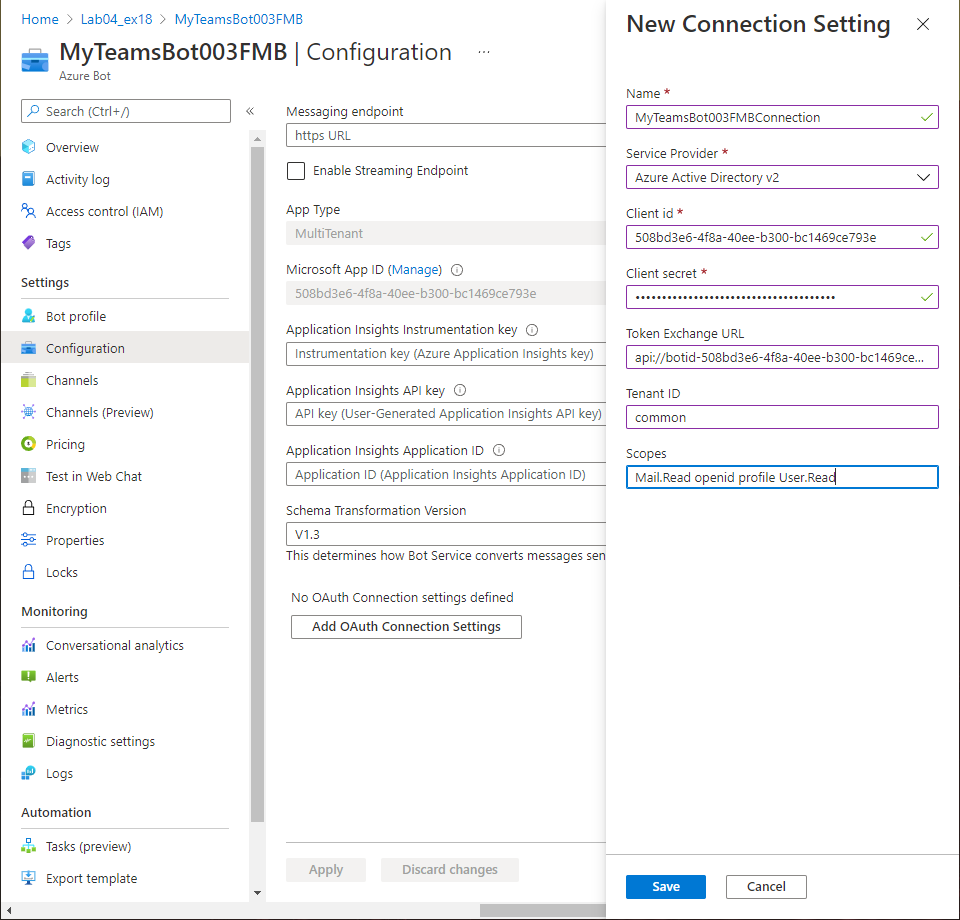 Home > Lab04_ex18 > MyTeamsBot003FMB
MyTeamsBot003FMB | Configuration ...
Azure Bot
Search (Ctrl+/)
«
Overview
Activity log
Access control (IAM)
Tags
Settings
Bot profile
Configuration
Channels
Channels (Preview)
Pricing
Test in Web Chat
Encryption
Properties
Locks
Monitoring
Conversational analytics
Alerts
Metrics
Diagnostic settings
Logs
Automation
Tasks (preview)
Export template
Messaging endpoint
https URL
Enable Streaming Endpoint
App Type
MultiTenant
Microsoft App ID (Manage)
508bd3e6-4f8a-40ee-b300-bc1469ce793e
Application Insights Instrumentation key
Instrumentation key (Azure Application Insights key)
Application Insights API key
API key (User-Generated Application Insights API key)
Application Insights Application ID
Application ID (Application Insights Application ID)
Schema Transformation Version
V1.3
This determines how Bot Service converts messages sen
No OAuth Connection settings defined
Add OAuth Connection Settings
Apply
Discard changes
New Connection Setting
Name *
MyTeamsBot003FMBConnection
Service Provider *
Azure Active Directory v2
Client id *
508bd3e6-4f8a-40ee-b300-bc1469ce793e
Client secret *
••••••••••••••••••••••••••••••••••••••
Token Exchange URL
api://botid-508bd3e6-4f8a-40ee-b300-bc1469ce...
Tenant ID
common
Scopes
Mail.Read openid profile User.Read
Save
Cancel